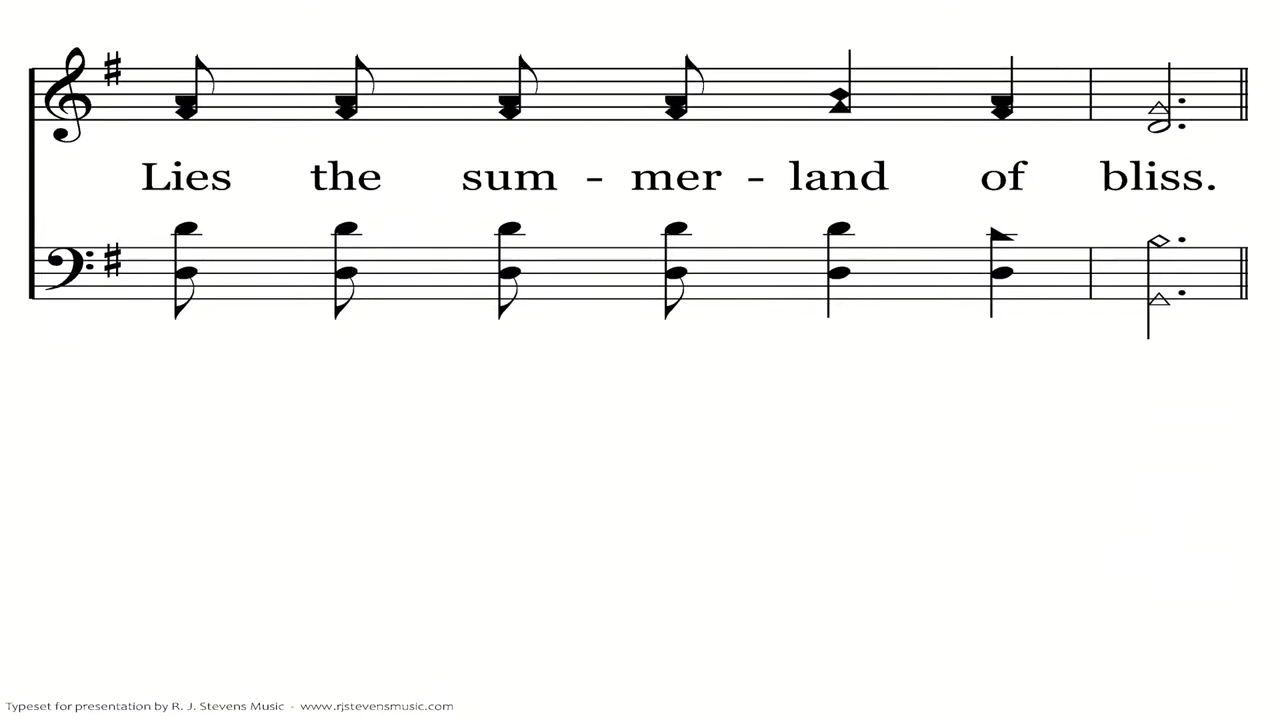 Lies the sum - mer - land of bliss.
Typeset for presentation by R. J. Stevens Music - www.rjstevensmusic.com